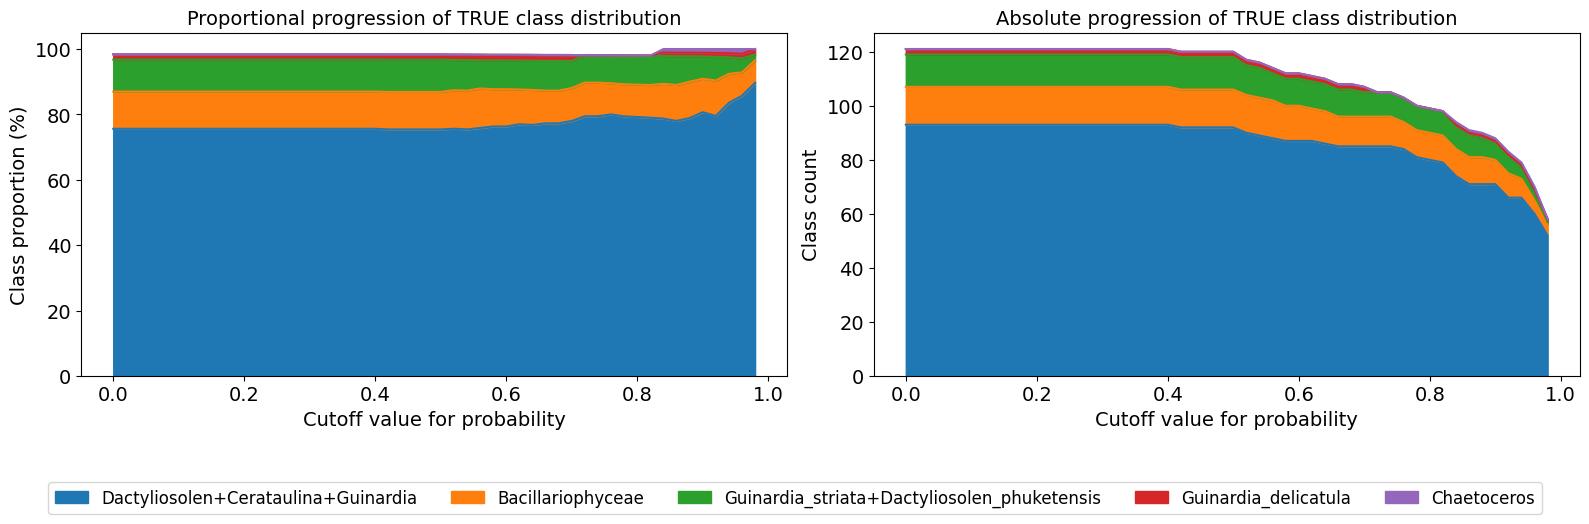 Proportional progression of TRUE class distribution
Class proportion (%)
100
80
60
40
20
0
0.0 0.2 0.4 0.6 0.8 1.0
Cutoff value for probability
Absolute progression of TRUE class distribution
Class count
120
100
80
60
40
20
0
0.0 0.2 0.4 0.6 0.8 1.0
Cutoff value for probability
Dactyliosolen+Cerataulina+Guinardia Bacillariophyceae Guinardia_striata+Dactyliosolen_phuketensis Guinardia_delicatula Chaetoceros